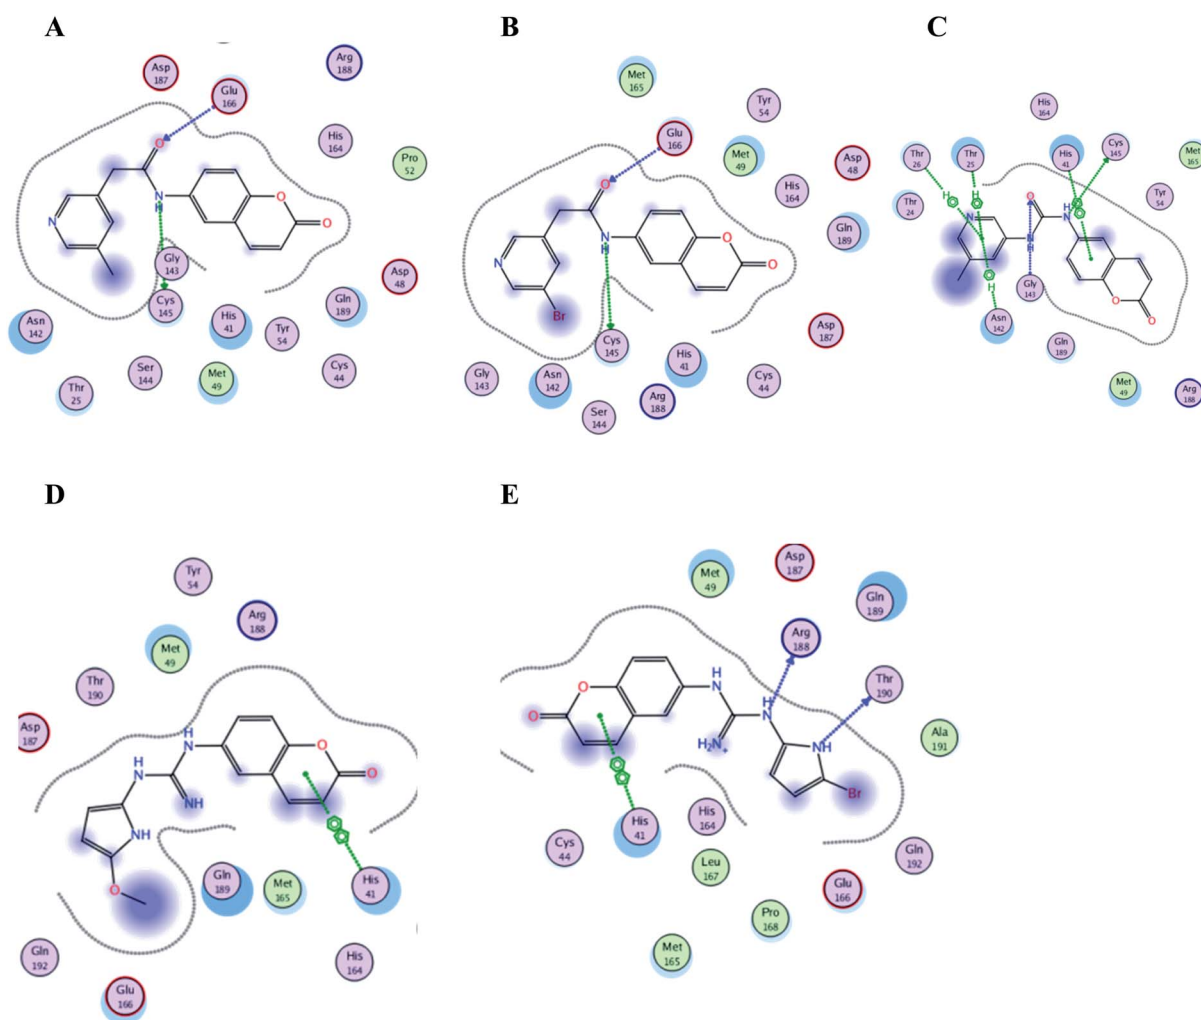 A
B
C
Asp
187
Glu
166
Arg
188
His
164
Pro
52
O
N
H
N
O
O
Gly
143
Cys
145
Asp
48
Gln
189
Asn
142
His
41
Tyr
54
Ser
144
Met
49
Cys
44
Thr
25
Met
165
Tyr
54
Glu
166
Met
49
Asp
48
His
164
Gln
189
O
N
H
N
O
O
Br
Cys
145
Asp
187
Gly
143
Asn
142
His
41
Cys
44
Ser
144
Arg
188
His
164
Thr
26
Thr
25
His
41
Cys
145
Met
165
Thr
24
Tyr
54
H
H
O
N
H
N
N
H
H
O
O
Gly
143
Asn
142
Gln
189
Met
49
Arg
188
D
E
Tyr
54
Arg
188
Met
49
Thr
190
Asp
187
H
N
H
N
NH
NH
O
O
O
Gln
189
Met
165
His
41
Gln
192
Glu
166
His
164
Met
49
Asp
187
Gln
189
Arg
188
Thr
190
Ala
191
O
O
H
N
H
N
H₂N
NH
Br
His
41
His
164
Cys
44
Leu
167
Gln
192
Glu
166
Pro
168
Met
165